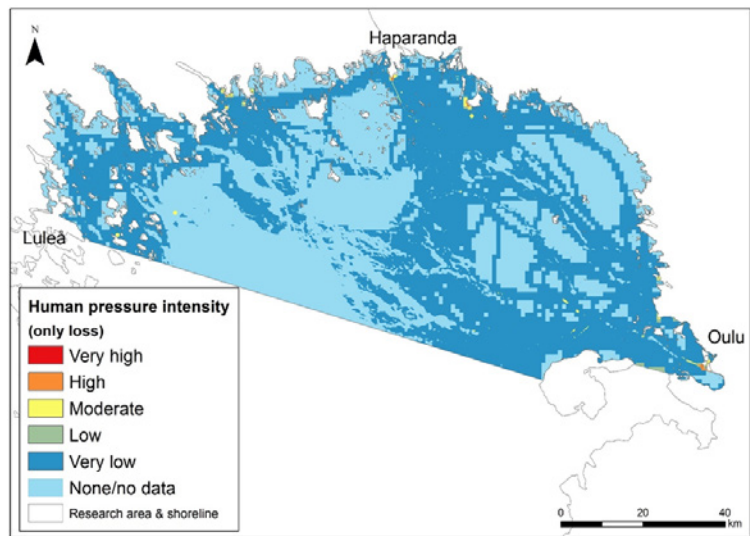 Haparanda
N
Luleå
Oulu
Human pressure intensity
(only loss)
Very high
High
Moderate
Low
Very low
None/no data
Research area & shoreline
0 20 40
km